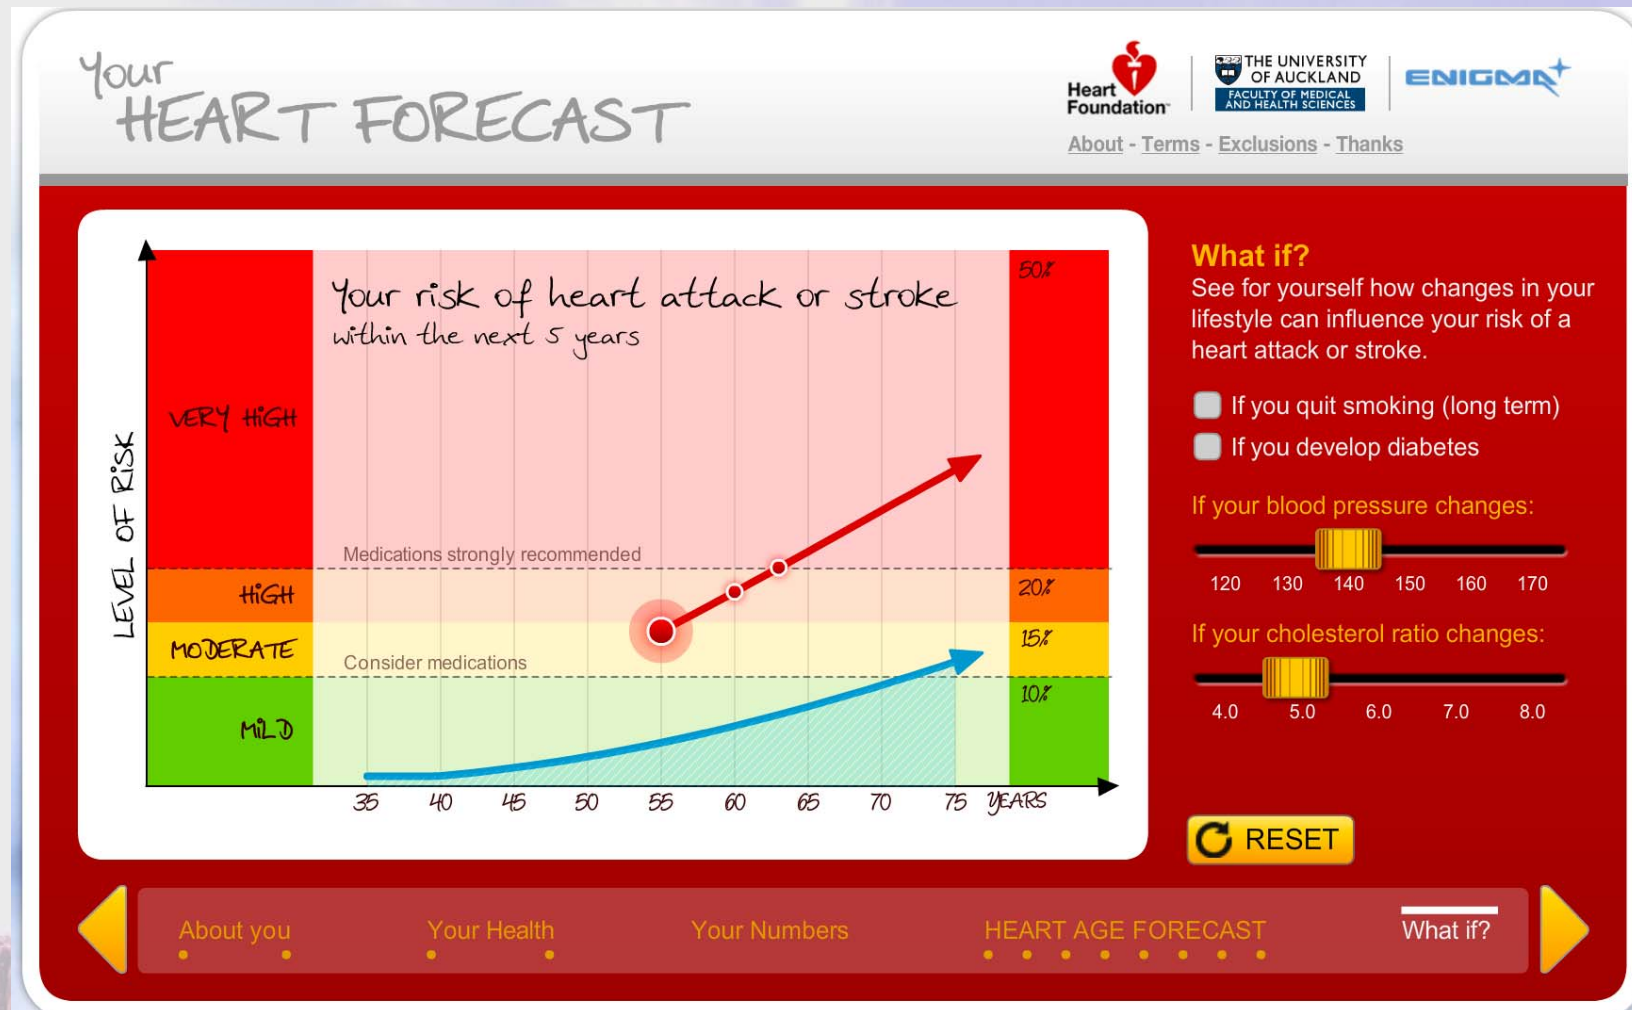 Your
HEART FORECAST
Heart
Foundation
THE UNIVERSITY
OF AUCKLAND
FACULTY OF MEDICAL
AND HEALTH SCIENCES
ENIGMA
About - Terms - Exclusions - Thanks
Your risk of heart attack or stroke
within the next 5 years
LEVEL OF RISK
VERY HIGH
HIGH
MODERATE
MILD
Medications strongly recommended
Consider medications
50%
20%
15%
10%
35 40 45 50 55 60 65 70 75 YEARS
What if?
See for yourself how changes in your
lifestyle can influence your risk of a
heart attack or stroke.
If you quit smoking (long term)
If you develop diabetes
If your blood pressure changes:
120 130 140 150 160 170
If your cholesterol ratio changes:
4.0 5.0 6.0 7.0 8.0
RESET
About you Your Health Your Numbers HEART AGE FORECAST What if?